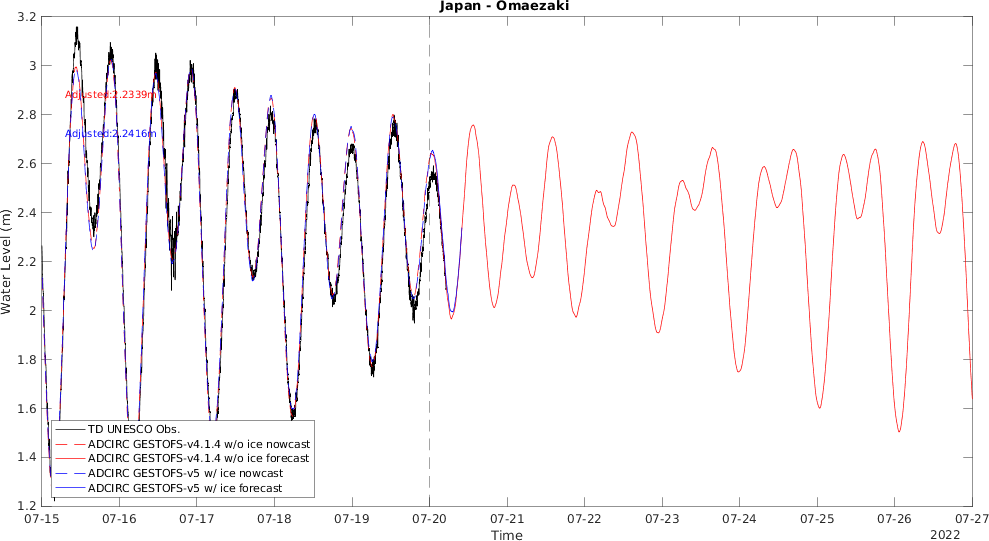 Japan - Omaezaki
3.2
3
2.8
2.6
2.4
2.2
2
1.8
1.6
1.4
1.2
Water Level (m)
Adjusted:2.2339m
Adjusted:2.2416m
TD UNESCO Obs.
ADCIRC GESTOFS-v4.1.4 w/o ice nowcast
ADCIRC GESTOFS-v4.1.4 w/o ice forecast
ADCIRC GESTOFS-v5 w/ ice nowcast
ADCIRC GESTOFS-v5 w/ ice forecast
07-15 07-16 07-17 07-18 07-19 07-20 07-21 07-22 07-23 07-24 07-25 07-26 07-27
Time
2022